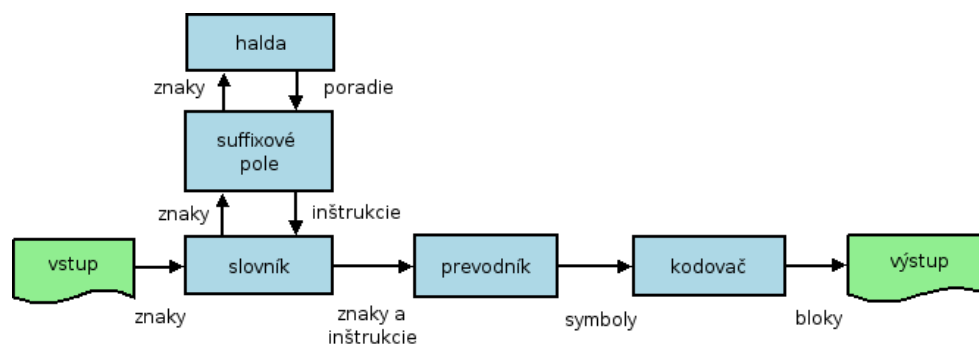 halda
znaky
poradie
suffixové
pole
znaky
inštrukcie
vstup
slovník
prevodník
kodovač
výstup
znaky
znaky a
inštrukcie
symboly
bloky